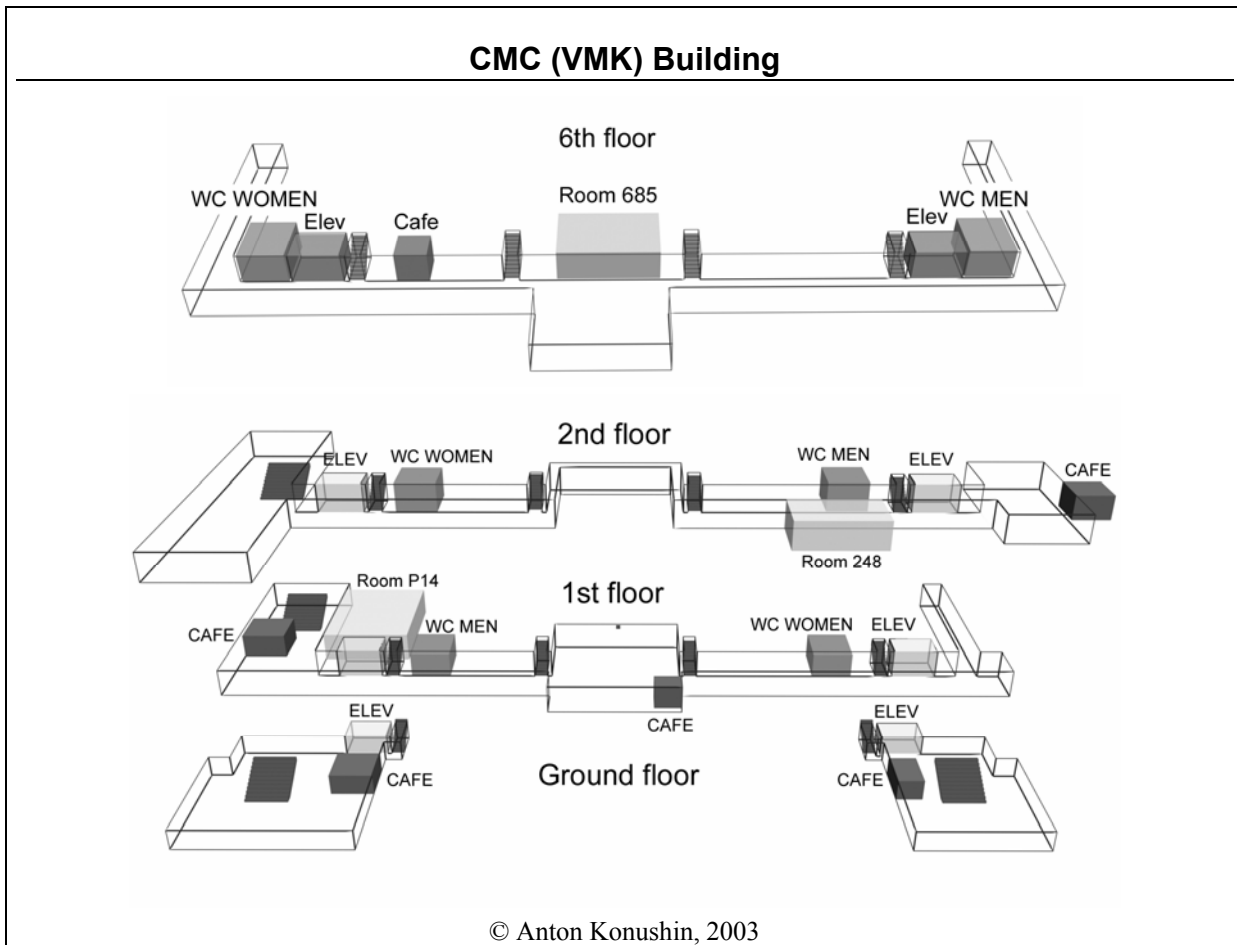 CMC (VMK) Building
6th floor
Room 685
WC WOMEN
Elev
Cafe
Elev
WC MEN
2nd floor
ELEV
WC WOMEN
WC MEN
ELEV
CAFE
Room 248
Room P14
1st floor
CAFE
WC MEN
WC WOMEN
ELEV
CAFE
ELEV
ELEV
CAFE
Ground floor
CAFE
© Anton Konushin, 2003